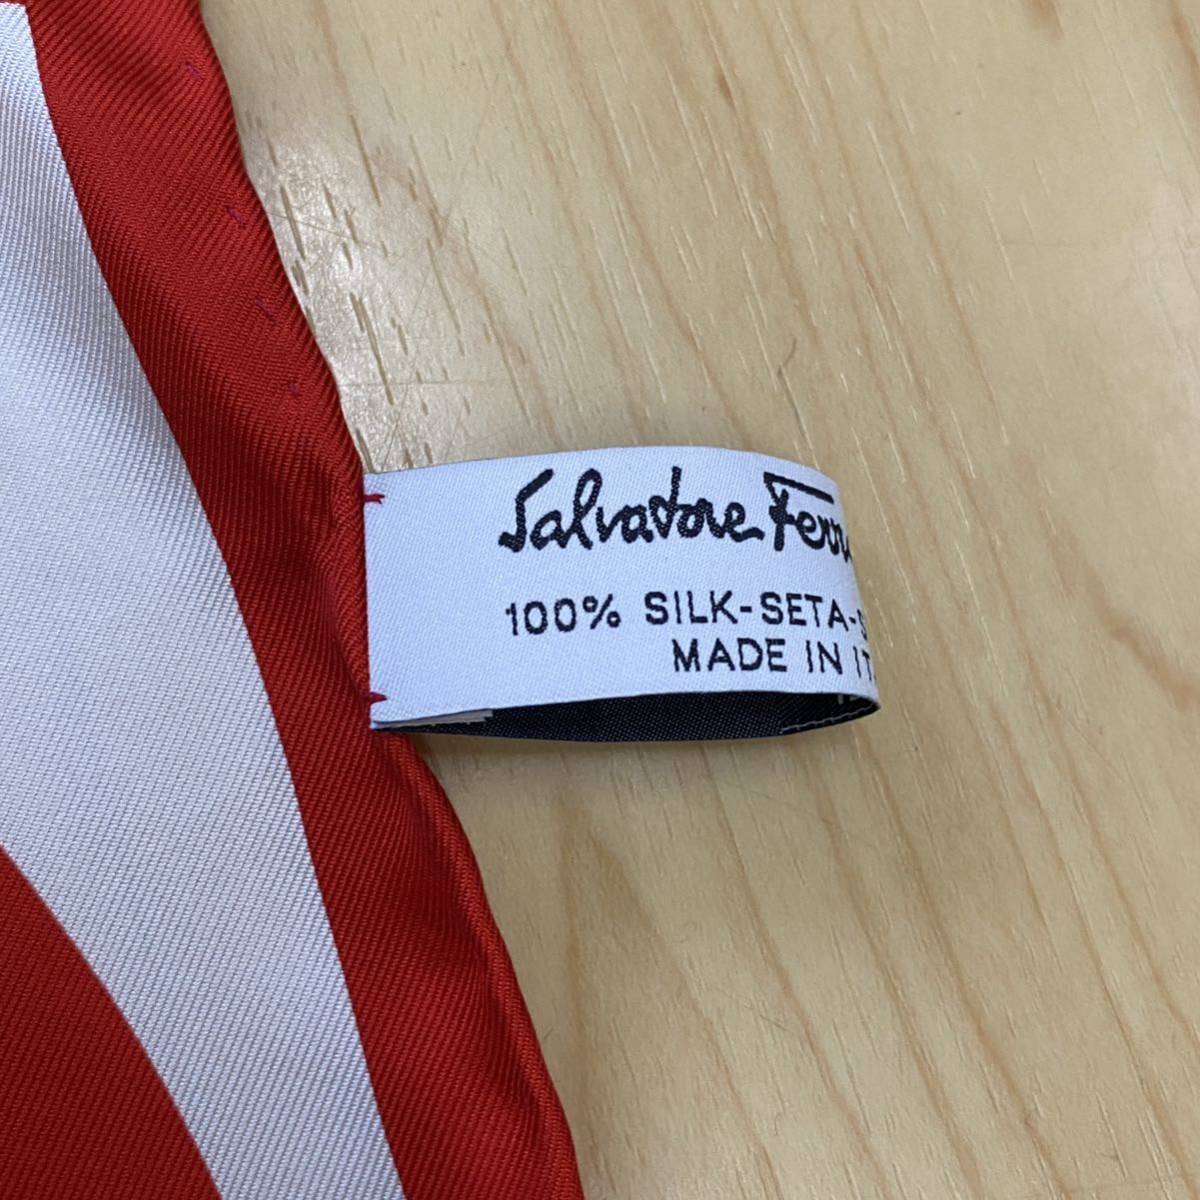 Salvatore Ferr
100% SILK-SETA-S
MADE IN IT